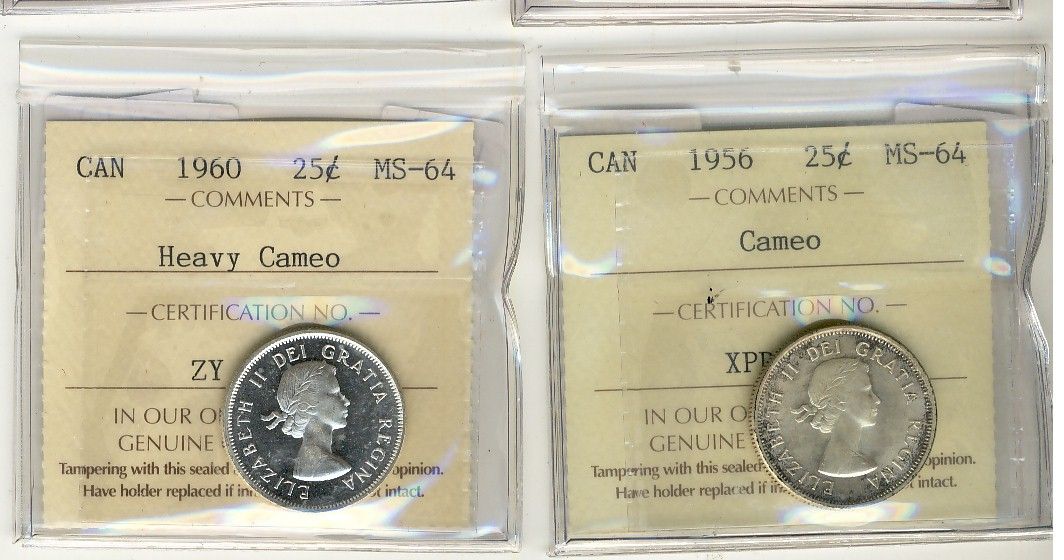 CAN 1960 25¢ MS-64
— COMMENTS —
Heavy Cameo
— CERTIFICATION NO. —
ZY
IN OUR
GENUINE
Tampering with this sealed opinion.
Have holder replaced if intact.
ELIZABETH II DEI GRATIA REGINA
CAN 1956 25¢ MS-64
— COMMENTS —
Cameo
— CERTIFICATION NO. —
XP
IN OUR
GENUINE
Tampering with this sealed opinion.
Have holder replaced if intact.
ELIZABETH II DEI GRATIA REGINA